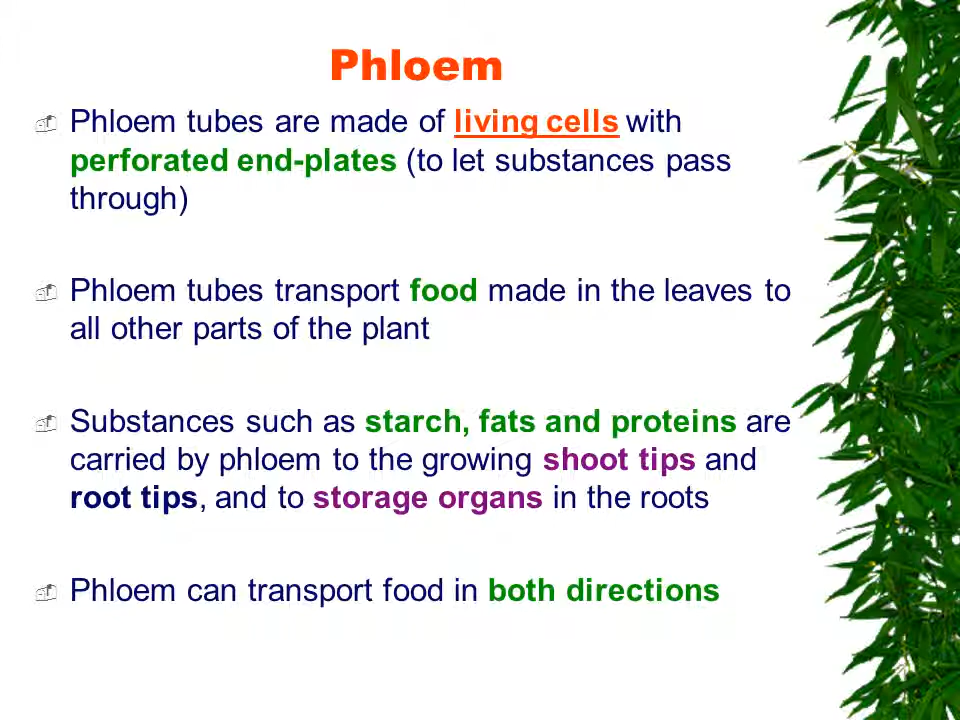 Phloem
Phloem tubes are made of living cells with
perforated end-plates (to let substances pass
through)
Phloem tubes transport food made in the leaves to
all other parts of the plant
Substances such as starch, fats and proteins are
carried by phloem to the growing shoot tips and
root tips, and to storage organs in the roots
Phloem can transport food in both directions